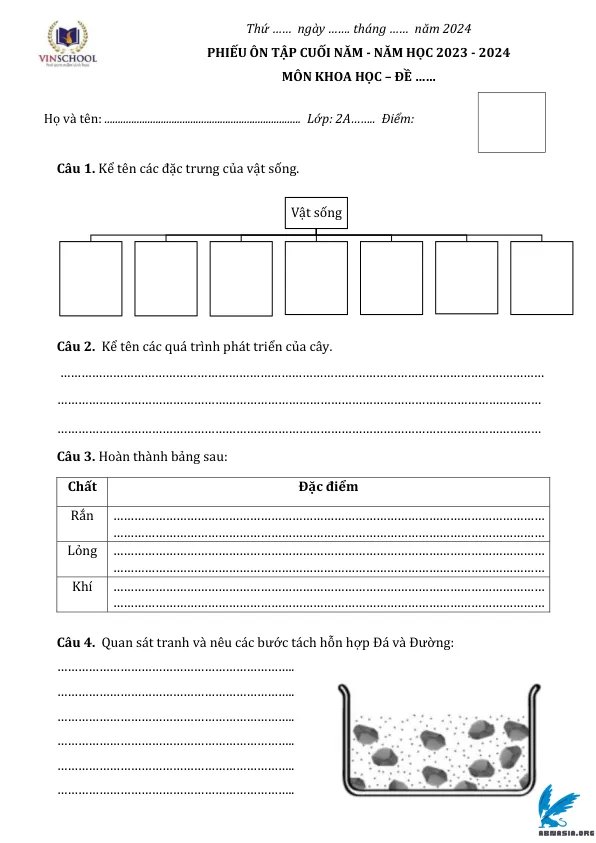 Thứ …… ngày ……. tháng …… năm 2024
VINSCHOOL
PHIẾU ÔN TẬP CUỐI NĂM - NĂM HỌC 2023 - 2024
MÔN KHOA HỌC – ĐỀ ……
Họ và tên: ........................................................................... Lớp: 2A…….. Điểm:
Câu 1. Kể tên các đặc trưng của vật sống.
Vật sống
Câu 2. Kể tên các quá trình phát triển của cây.
…………………………………………………………………………………………………………………………
…………………………………………………………………………………………………………………………
…………………………………………………………………………………………………………………………
Câu 3. Hoàn thành bảng sau:
Chất Đặc điểm
Rắn ……………………………………………………………………………………………………………
……………………………………………………………………………………………………………
Lỏng ……………………………………………………………………………………………………………
……………………………………………………………………………………………………………
Khí ……………………………………………………………………………………………………………
……………………………………………………………………………………………………………
Câu 4. Quan sát tranh và nêu các bước tách hỗn hợp Đá và Đường:
…………………………………………………………..
…………………………………………………………..
…………………………………………………………..
…………………………………………………………..
…………………………………………………………..
…………………………………………………………..
ABMASIA.ORG